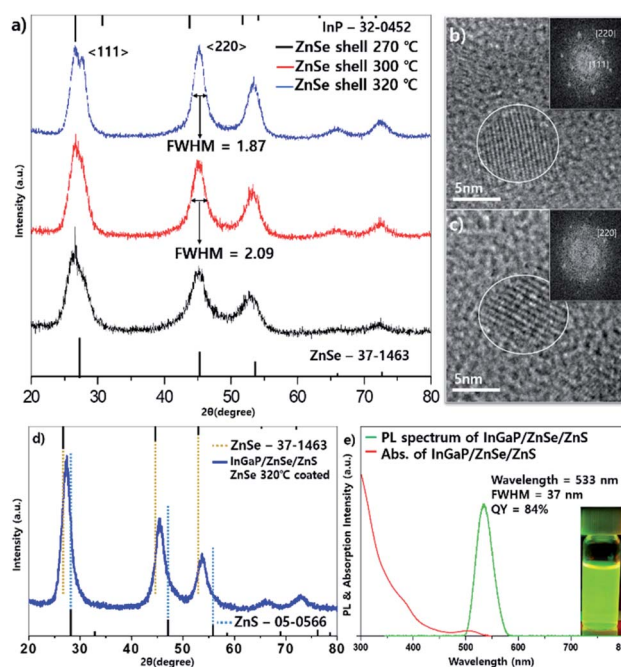 a)
InP – 32-0452
<111>
<220>
ZnSe shell 270 ℃
ZnSe shell 300 ℃
ZnSe shell 320 ℃
FWHM = 1.87
FWHM = 2.09
ZnSe – 37-1463
Intensity (a.u.)
20 30 40 50 60 70 80
2θ(degree)
b)
[220]
[111]
5nm
c)
[220]
5nm
d)
ZnSe – 37-1463
InGaP/ZnSe/ZnS
ZnSe 320℃ coated
ZnS – 05-0566
Intensity (a.u.)
20 30 40 50 60 70 80
2θ(degree)
e)
PL spectrum of InGaP/ZnSe/ZnS
Abs. of InGaP/ZnSe/ZnS
Wavelength = 533 nm
FWHM = 37 nm
QY = 84%
PL & Absorption Intensity (a.u.)
300 400 500 600 700 800
Wavelength (nm)